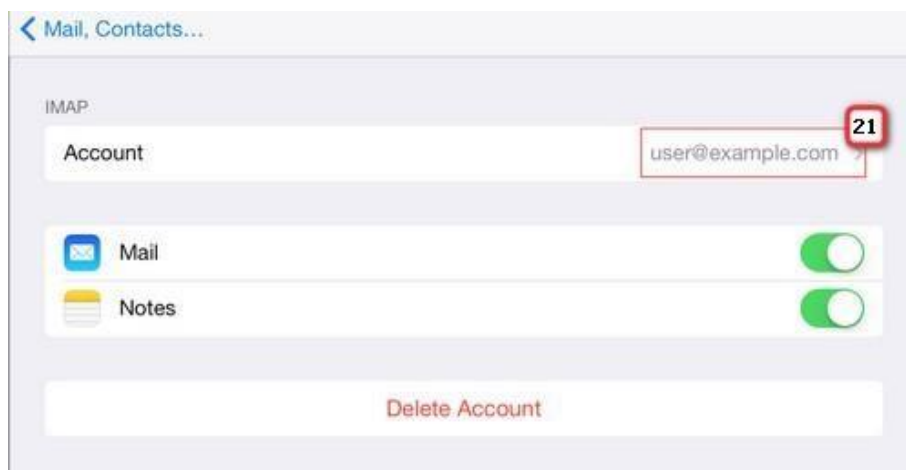 Mail, Contacts...
IMAP
21
Account user@example.com
Mail
Notes
Delete Account